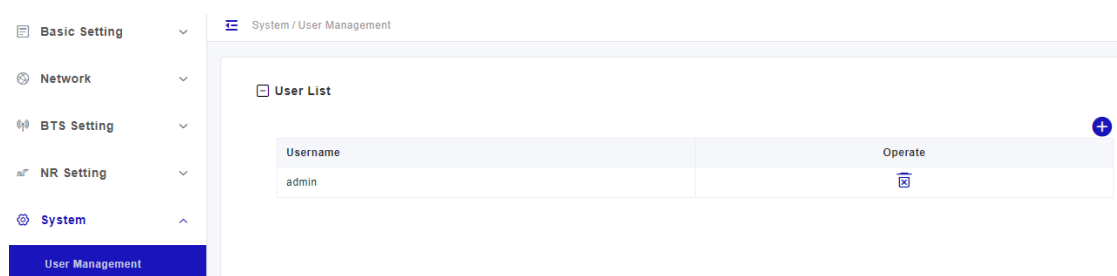 Basic Setting
System / User Management
Network
User List
BTS Setting
Username Operate
NR Setting
admin
System
User Management